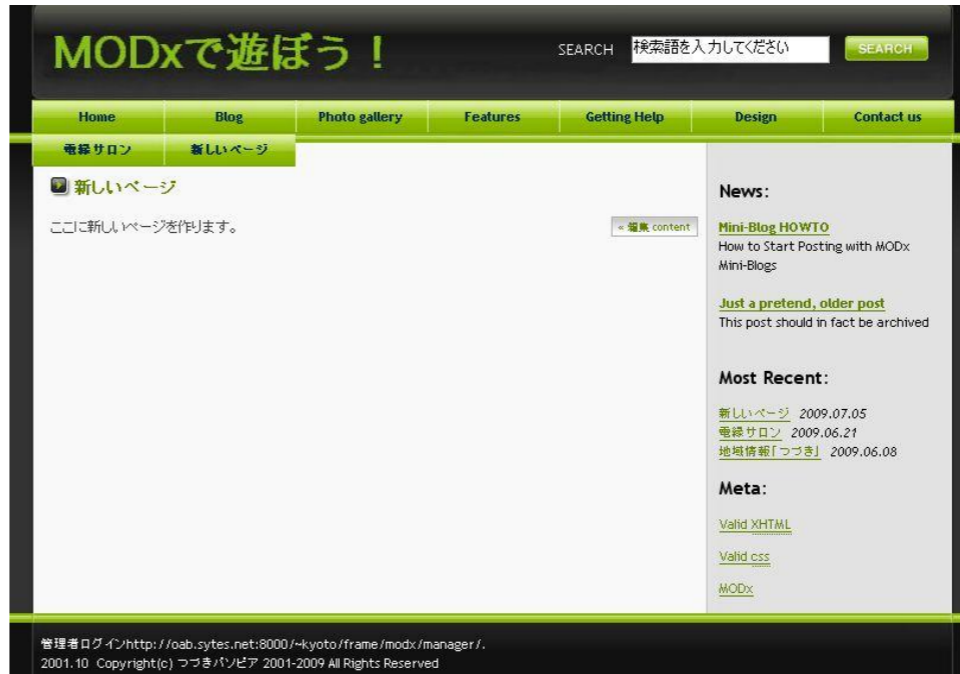 MODxで遊ぼう！
SEARCH 検索語を入力してください SEARCH
Home Blog Photo gallery Features Getting Help Design Contact us
電縁サロン 新しいページ
新しいページ
ここに新しいページを作ります。
« 編集 content
News:
Mini-Blog HOWTO
How to Start Posting with MODx
Mini-Blogs
Just a pretend, older post
This post should in fact be archived
Most Recent:
新しいページ 2009.07.05
電縁サロン 2009.06.21
地域情報「つづき」 2009.06.08
Meta:
Valid XHTML
Valid css
MODx
管理者ログインhttp://oab.sytes.net:8000/~kyoto/frame/modx/manager/.
2001.10 Copyright(c) つづきパソピア 2001-2009 All Rights Reserved